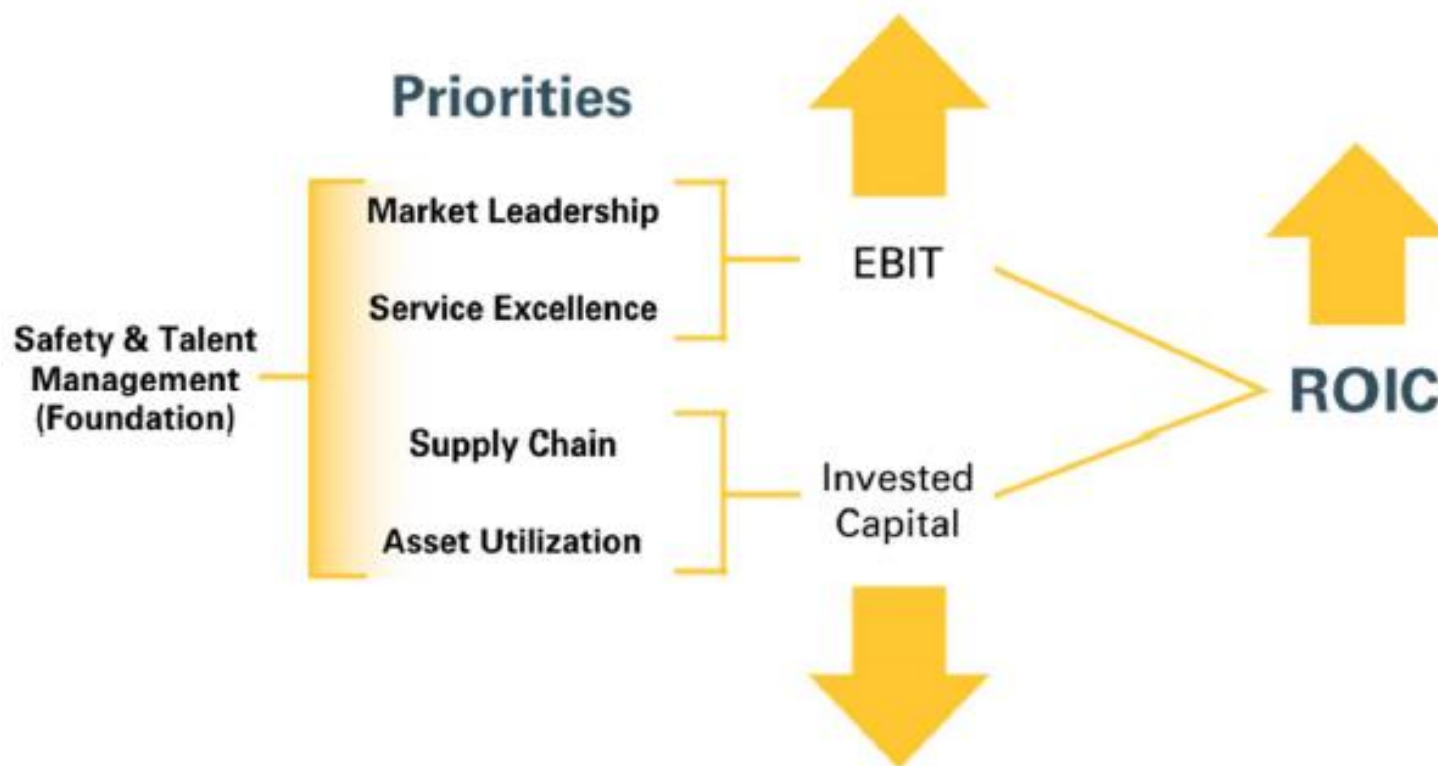 Priorities
Market Leadership
Service Excellence
Safety & Talent
Management
(Foundation)
Supply Chain
Asset Utilization
EBIT
Invested
Capital
ROIC